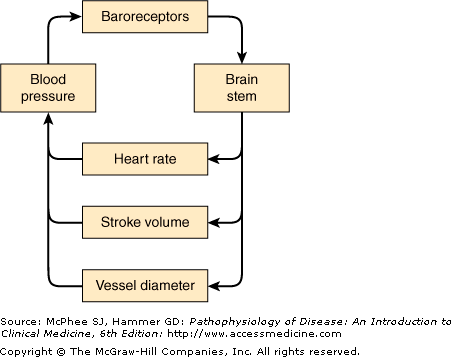 Baroreceptors
Blood
pressure
Brain
stem
Heart rate
Stroke volume
Vessel diameter
Source: McPhee SJ, Hammer GD: Pathophysiology of Disease: An Introduction to
Clinical Medicine, 6th Edition: http://www.accessmedicine.com
Copyright © The McGraw-Hill Companies, Inc. All rights reserved.